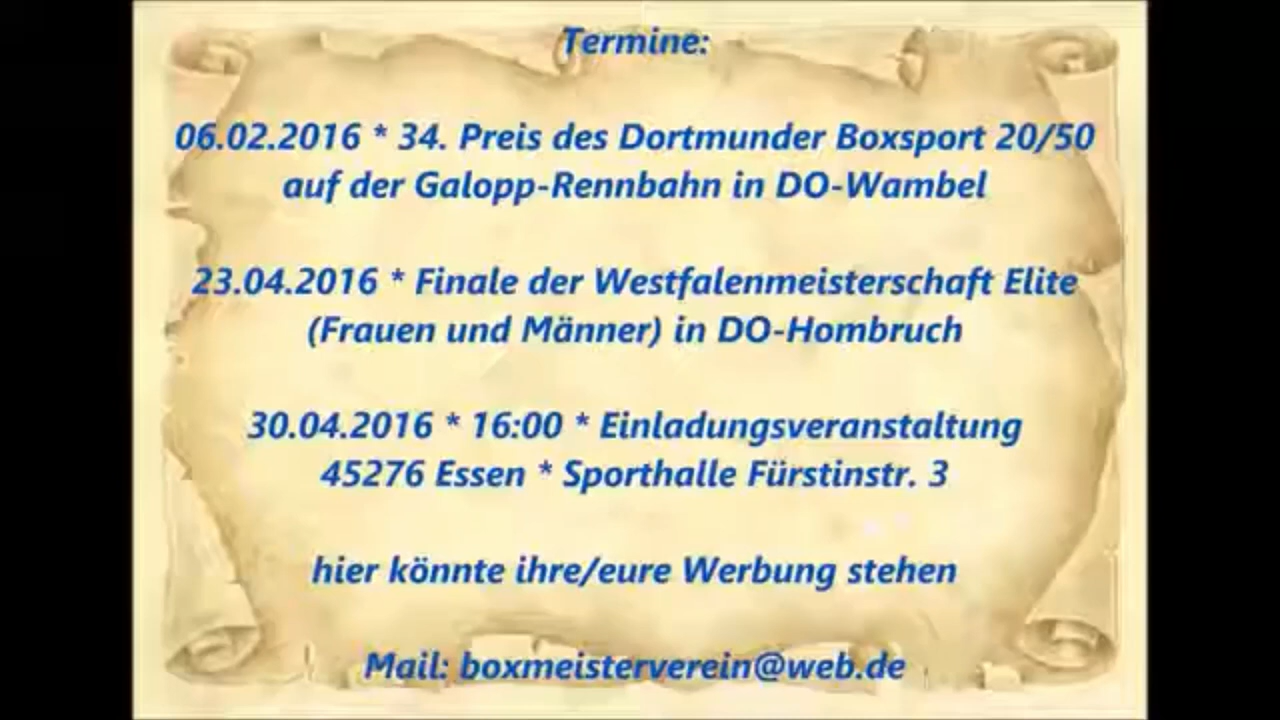 Termine:
06.02.2016 * 34. Preis des Dortmunder Boxsport 20/50
auf der Galopp-Rennbahn in DO-Wambel
23.04.2016 * Finale der Westfalenmeisterschaft Elite
(Frauen und Männer) in DO-Hombruch
30.04.2016 * 16:00 * Einladungsveranstaltung
45276 Essen * Sporthalle Fürstinstr. 3
hier könnte ihre/eure Werbung stehen
Mail: boxmeisterverein@web.de